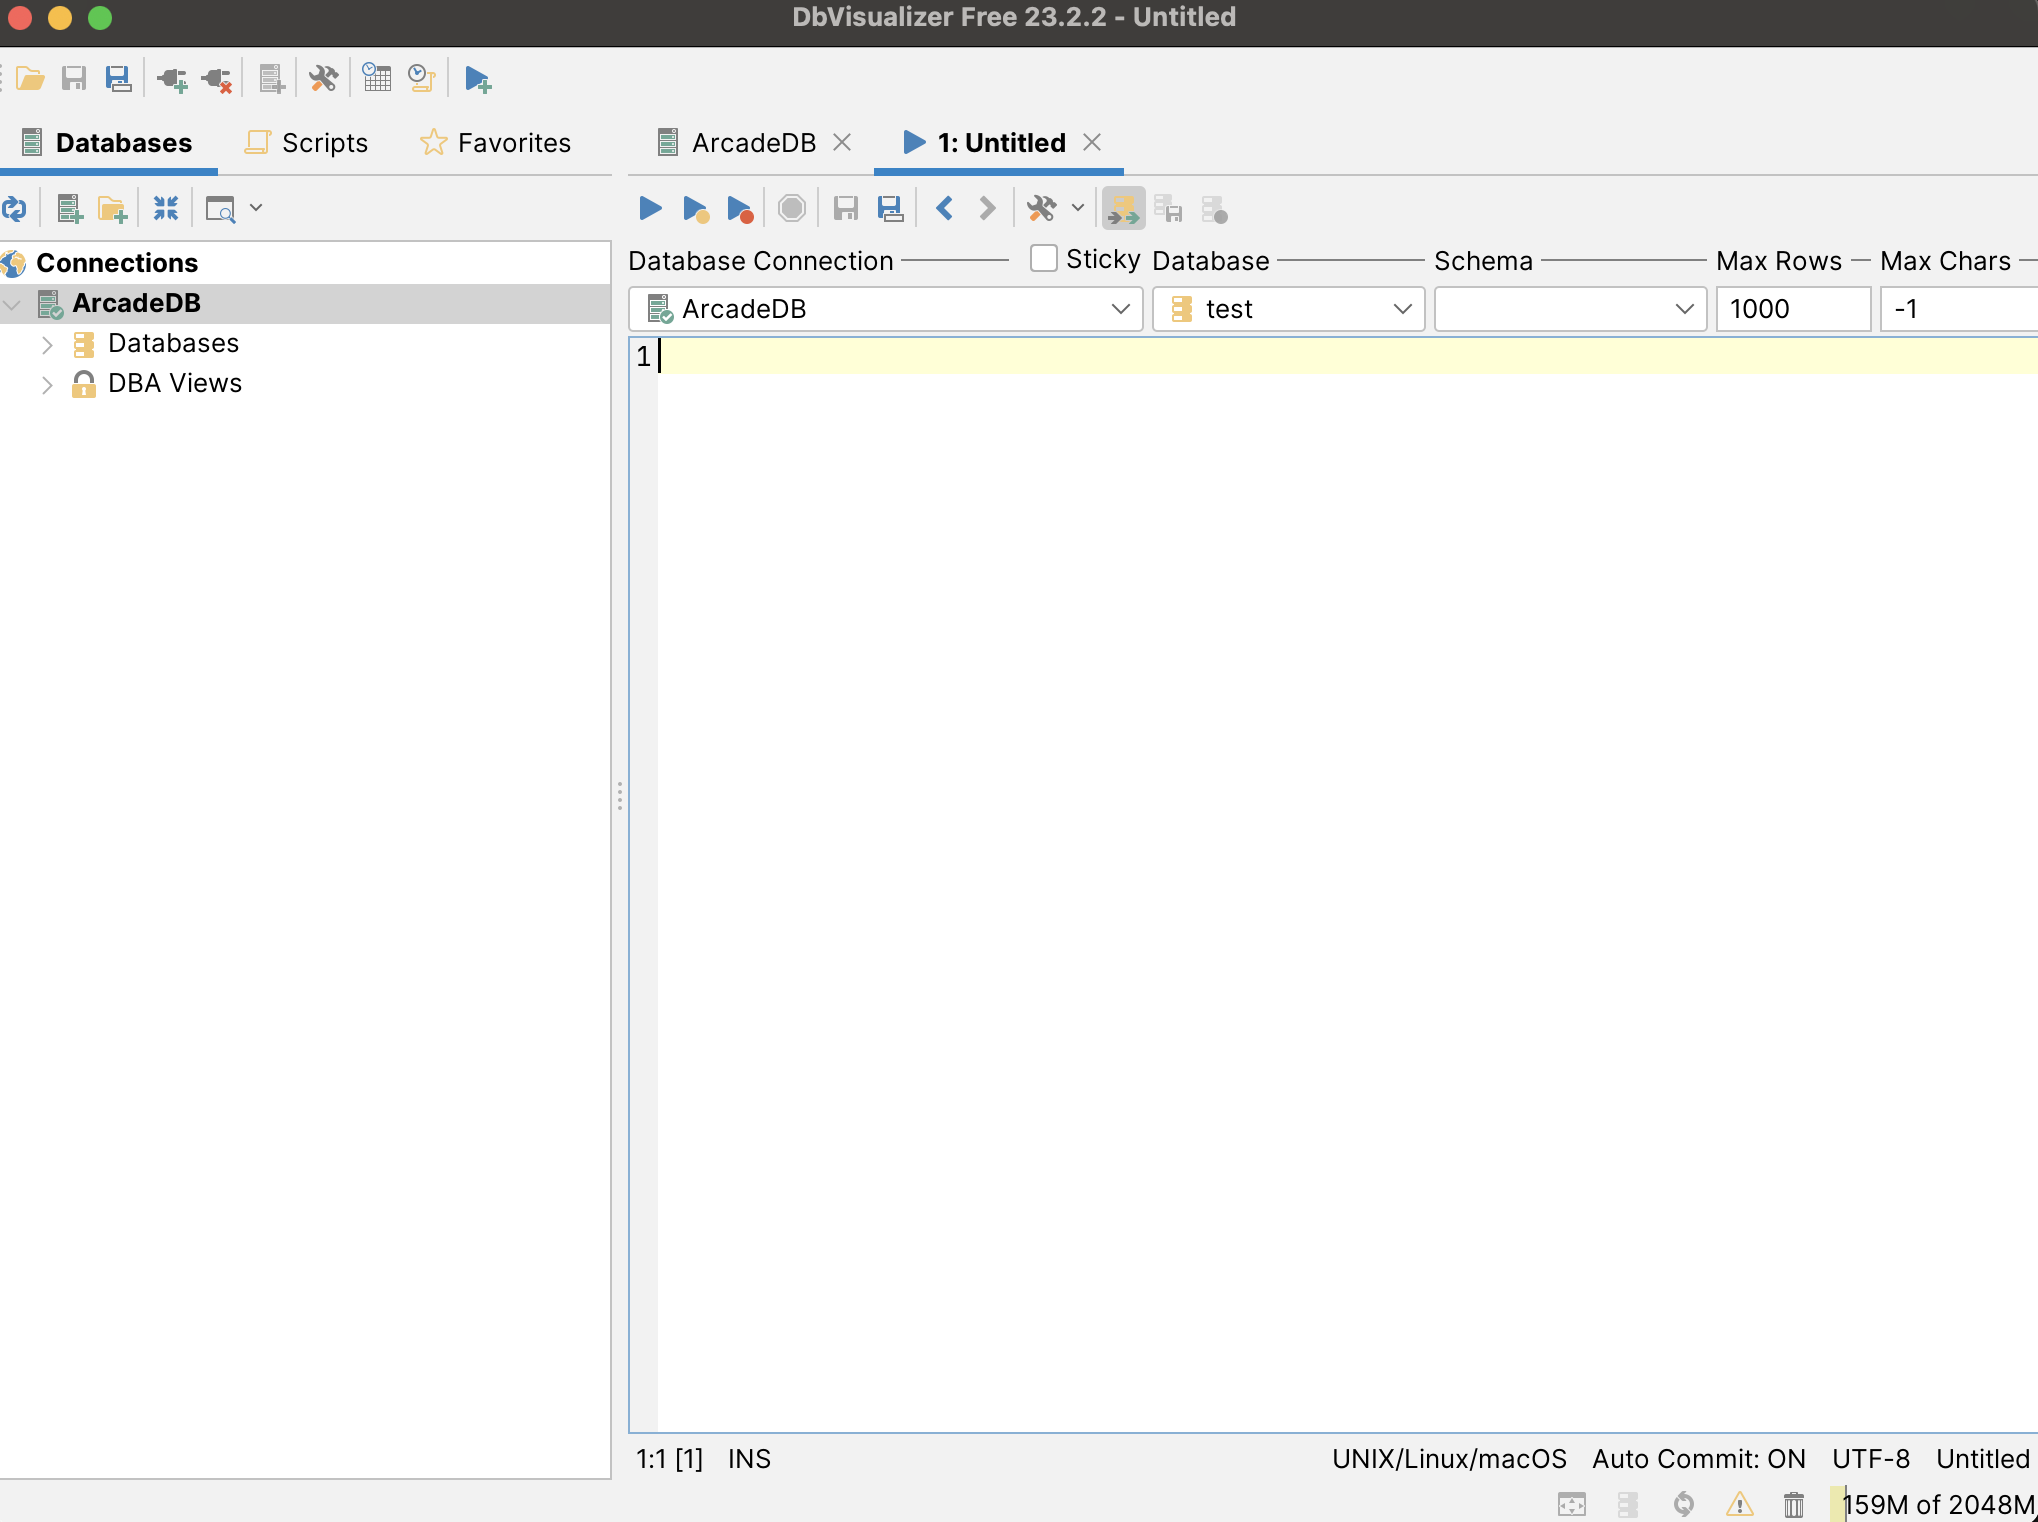 DbVisualizer Free 23.2.2 - Untitled
Databases Scripts Favorites ArcadeDB 1: Untitled
Connections
ArcadeDB
Databases
DBA Views
Database Connection Sticky Database Schema Max Rows Max Chars
ArcadeDB test 1000 -1
1
1:1 [1] INS UNIX/Linux/macOS Auto Commit: ON UTF-8 Untitled
159M of 2048M